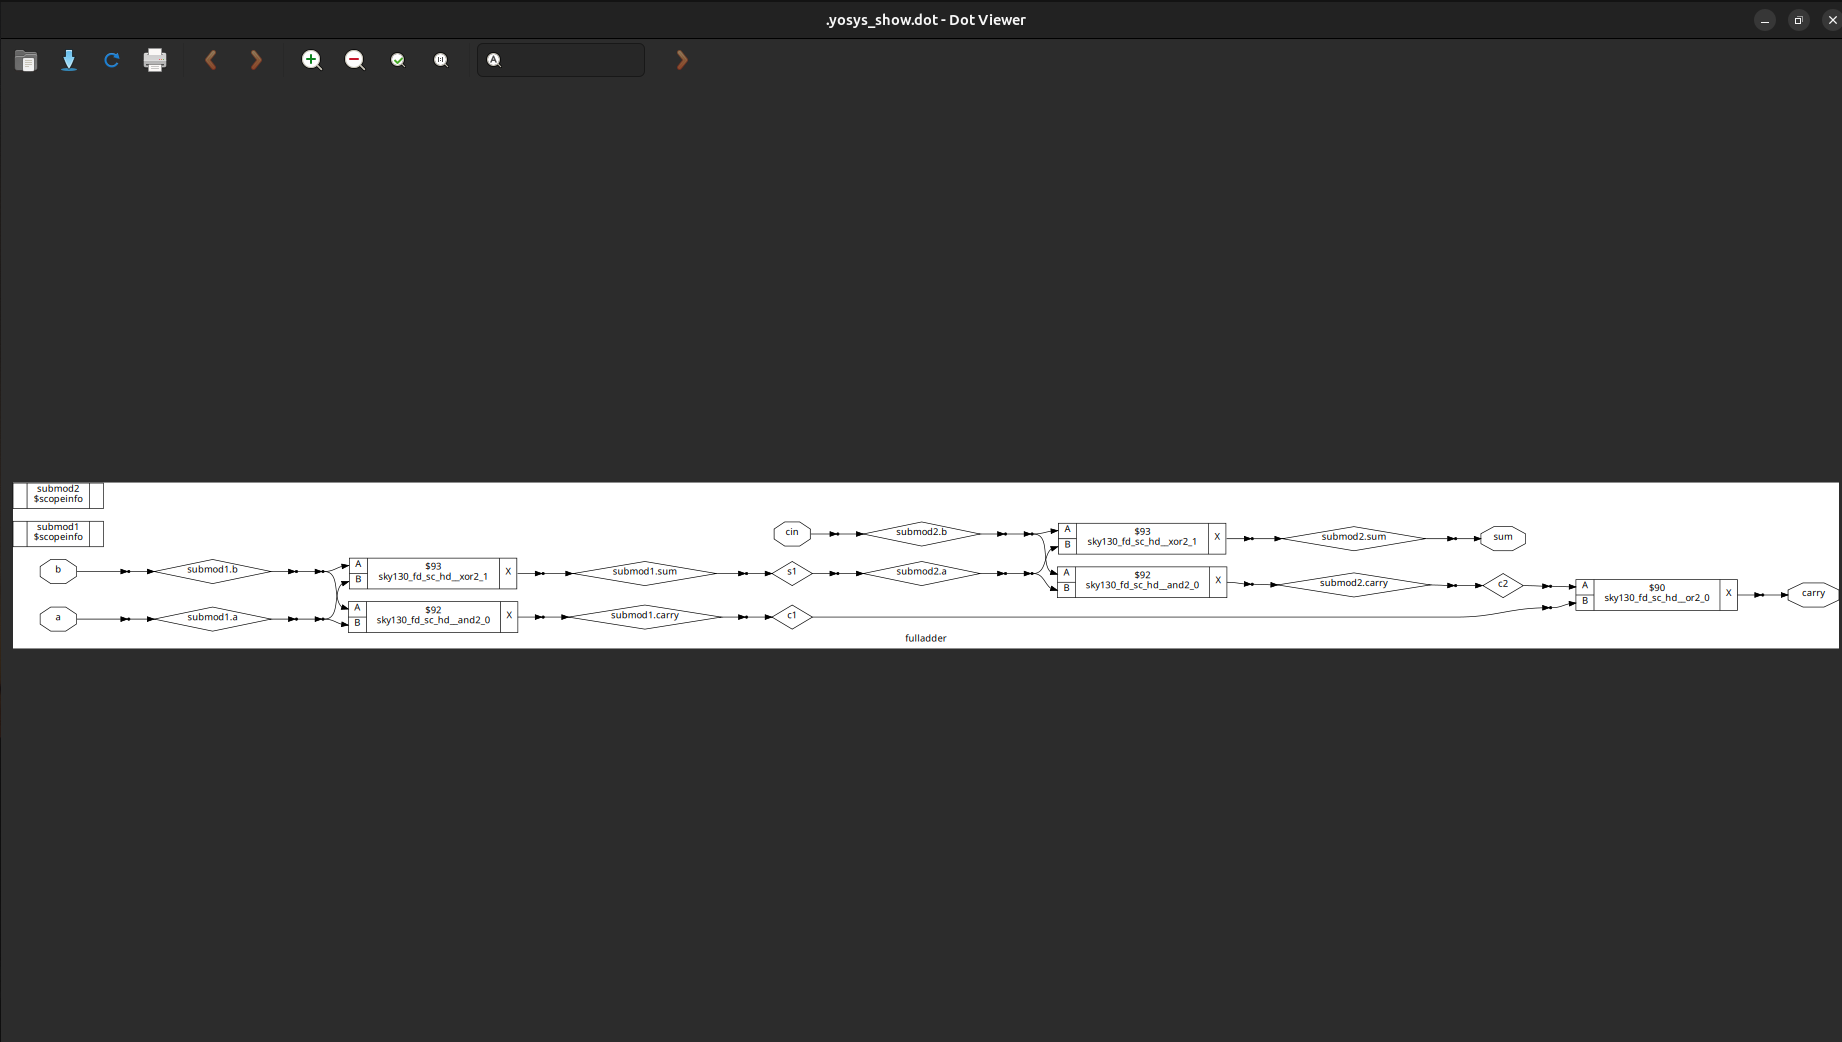 .yosys_show.dot - Dot Viewer
A
submod2
$scopeinfo
submod1
$scopeinfo
b
submod1.b
a
submod1.a
A
B
$93
sky130_fd_sc_hd__xor2_1
X
A
B
$92
sky130_fd_sc_hd__and2_0
X
submod1.sum
submod1.carry
cin
s1
c1
submod2.b
submod2.a
A
B
$93
sky130_fd_sc_hd__xor2_1
X
A
B
$92
sky130_fd_sc_hd__and2_0
X
submod2.sum
submod2.carry
sum
c2
A
B
$90
sky130_fd_sc_hd__or2_0
X
carry
fulladder